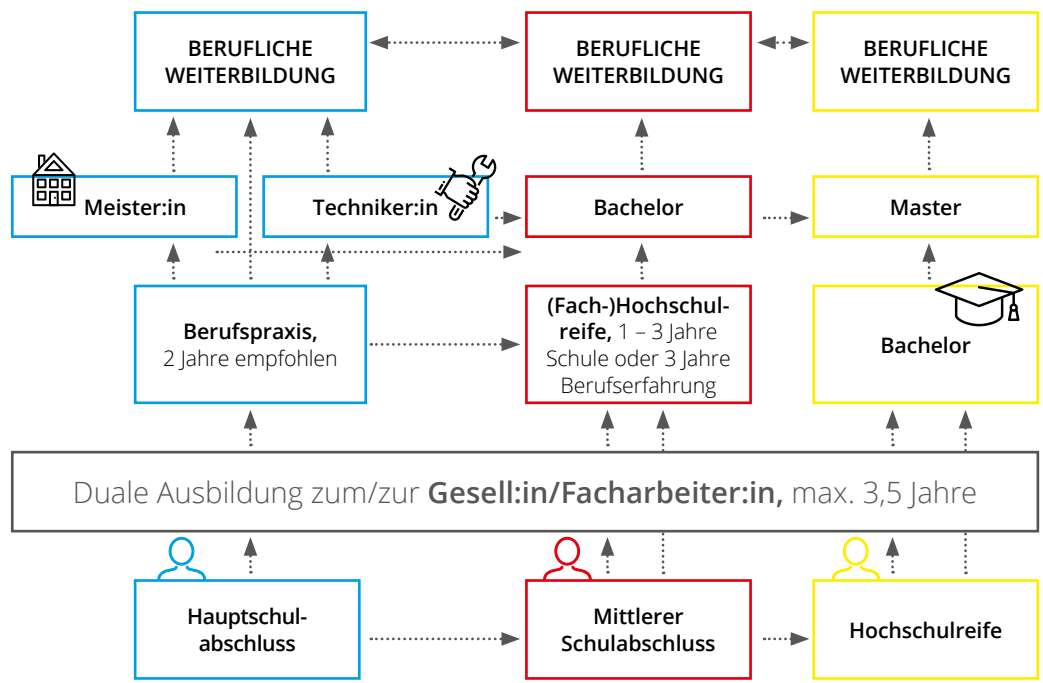 BERUFLICHE
WEITERBILDUNG
BERUFLICHE
WEITERBILDUNG
BERUFLICHE
WEITERBILDUNG
Meister:in
Techniker:in
Bachelor
Master
Berufspraxis,
2 Jahre empfohlen
(Fach-)Hochschul-
reife, 1 – 3 Jahre
Schule oder 3 Jahre
Berufserfahrung
Bachelor
Duale Ausbildung zum/zur Gesell:in/Facharbeiter:in, max. 3,5 Jahre
Hauptschul-
abschluss
Mittlerer
Schulabschluss
Hochschulreife